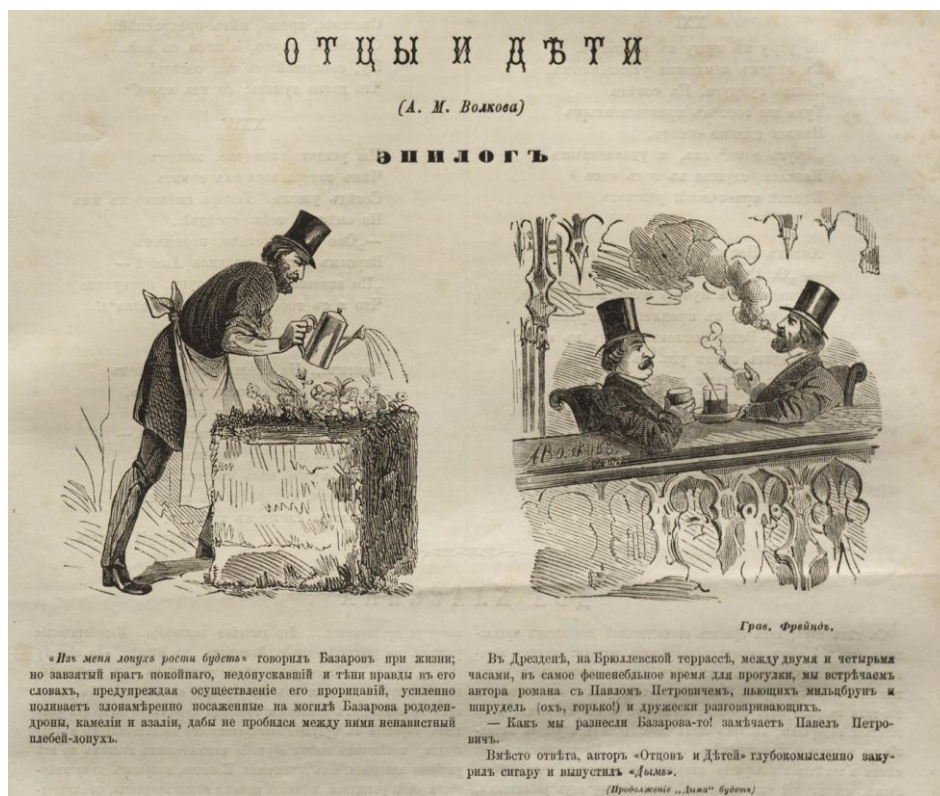 ОТЦЫ И ДѢТИ
(А. М. Волкова)
ЭПИЛОГЪ
АВолковъ
Грав. Фрейндъ.
«Изъ меня лопухъ рости будетъ» говорилъ Базаровъ при жизни;
но завзятый врагъ покойнаго, недопускавшій и тѣни правды въ его
словахъ, предупреждая осуществленіе его прорицаній, усиленно
поливаетъ злонамѣренно посаженные на могилѣ Базарова рододен-
дроны, камеліи и азаліи, дабы не пробился между ними ненавистный
плебей-лопухъ.
Въ Дрезденѣ, на Брюллевской террассѣ, между двумя и четырьмя
часами, въ самое фешенебльное время для прогулки, мы встрѣчаемъ
автора романа съ Павломъ Петровичемъ, пьющихъ мильцбрунъ и
шпрудель (охъ, горько!) и дружески разговаривающихъ.
— Какъ мы разнесли Базарова-то! замѣчаетъ Павелъ Петро-
вичъ.
Вмѣсто отвѣта, авторъ «Отцовъ и Дѣтей» глубокомысленно заку-
рилъ сигару и выпустилъ «Дымъ».
(Продолженіе „Дыма“ будетъ)